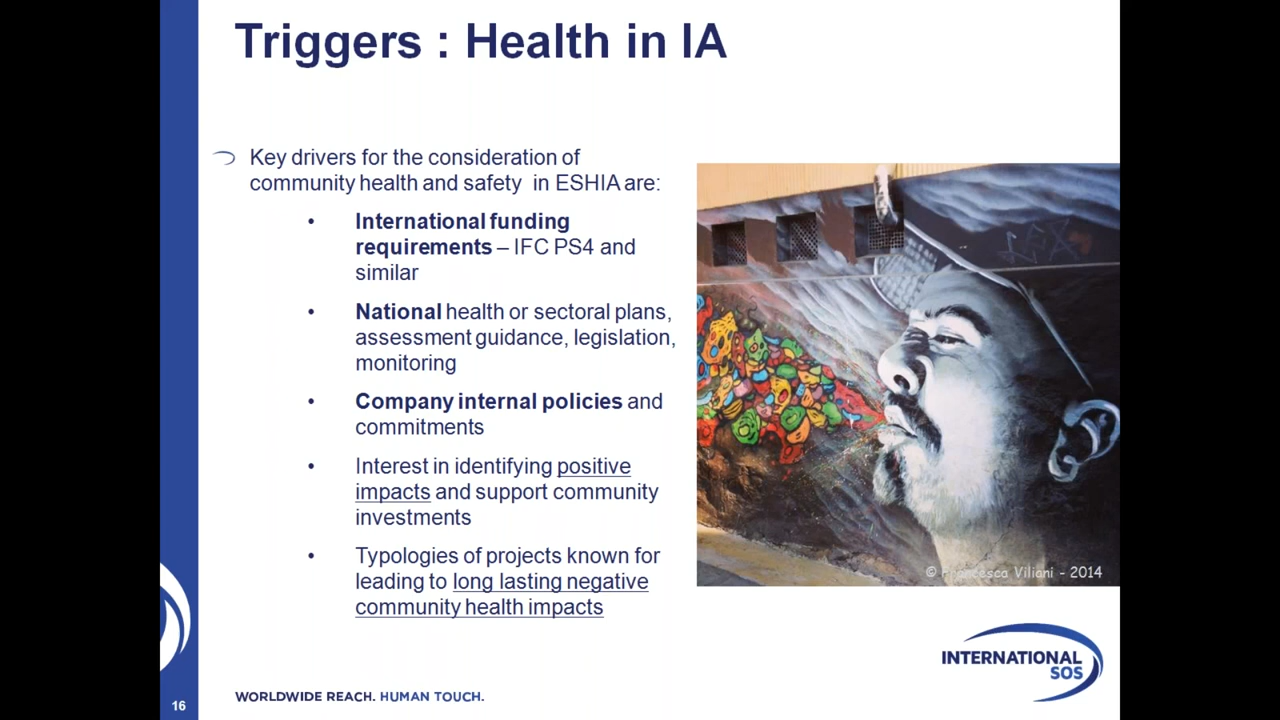 Triggers : Health in IA
Key drivers for the consideration of
community health and safety in ESHIA are:
• International funding
requirements – IFC PS4 and
similar
• National health or sectoral plans,
assessment guidance, legislation,
monitoring
• Company internal policies and
commitments
• Interest in identifying positive
impacts and support community
investments
• Typologies of projects known for
leading to long lasting negative
community health impacts
© Francesca Viliani - 2014
INTERNATIONAL
SOS
WORLDWIDE REACH. HUMAN TOUCH.
16